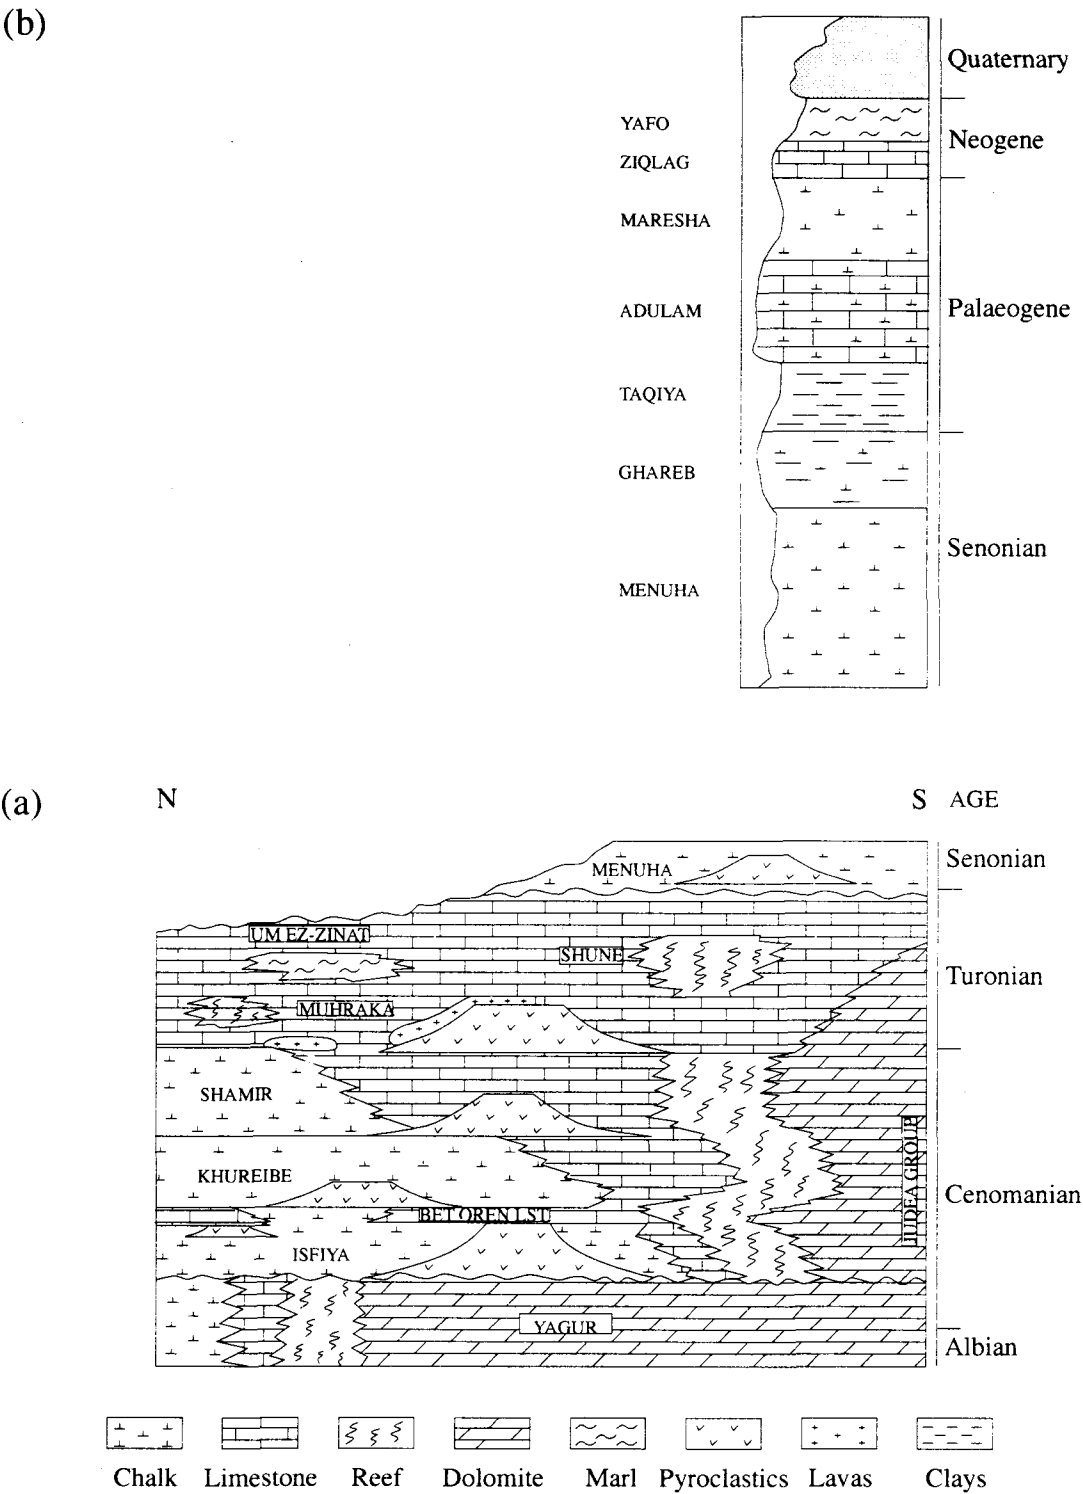 (b)
Quaternary
YAFO
Neogene
ZIQLAG
MARESHA
ADULAM
Palaeogene
TAQIYA
GHAREB
Senonian
MENUHA
(a)
N
S
AGE
Senonian
MENUHA
UM EZ-ZINAT
SHUNE
Turonian
MUHRAKA
SHAMIR
KHUREIBE
JUDEA GROUP
Cenomanian
BET OREN LST
ISFIYA
YAGUR
Albian
Chalk Limestone Reef Dolomite Marl Pyroclastics Lavas Clays